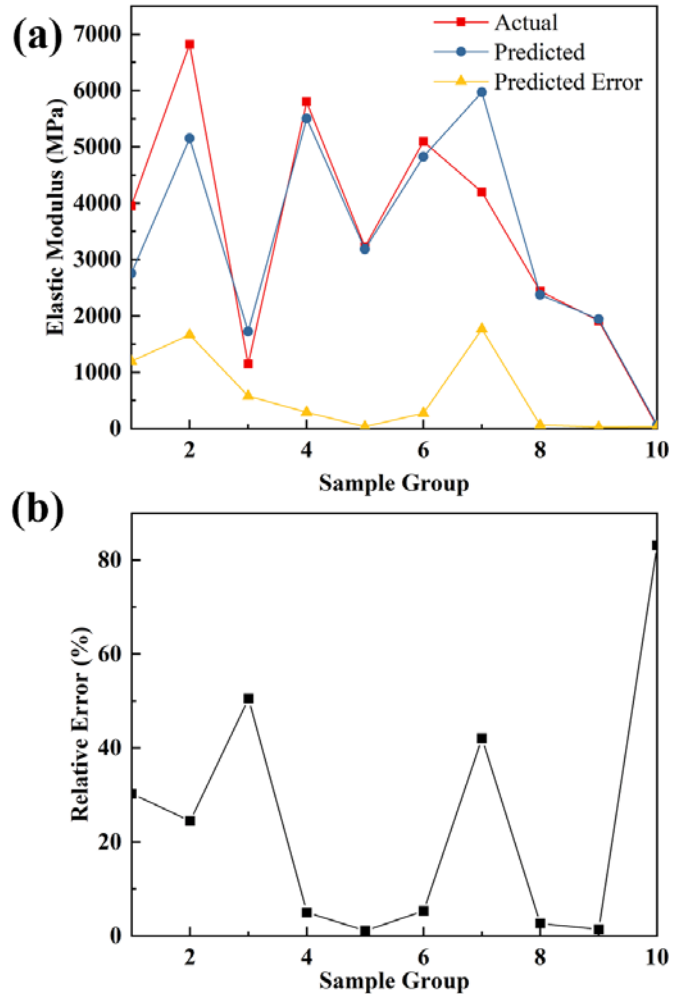 (a)
Actual
Predicted
Predicted Error
7000
6000
5000
4000
3000
2000
1000
0
Elastic Modulus (MPa)
2 4 6 8 10
Sample Group
(b)
80
60
40
20
0
Relative Error (%)
2 4 6 8 10
Sample Group